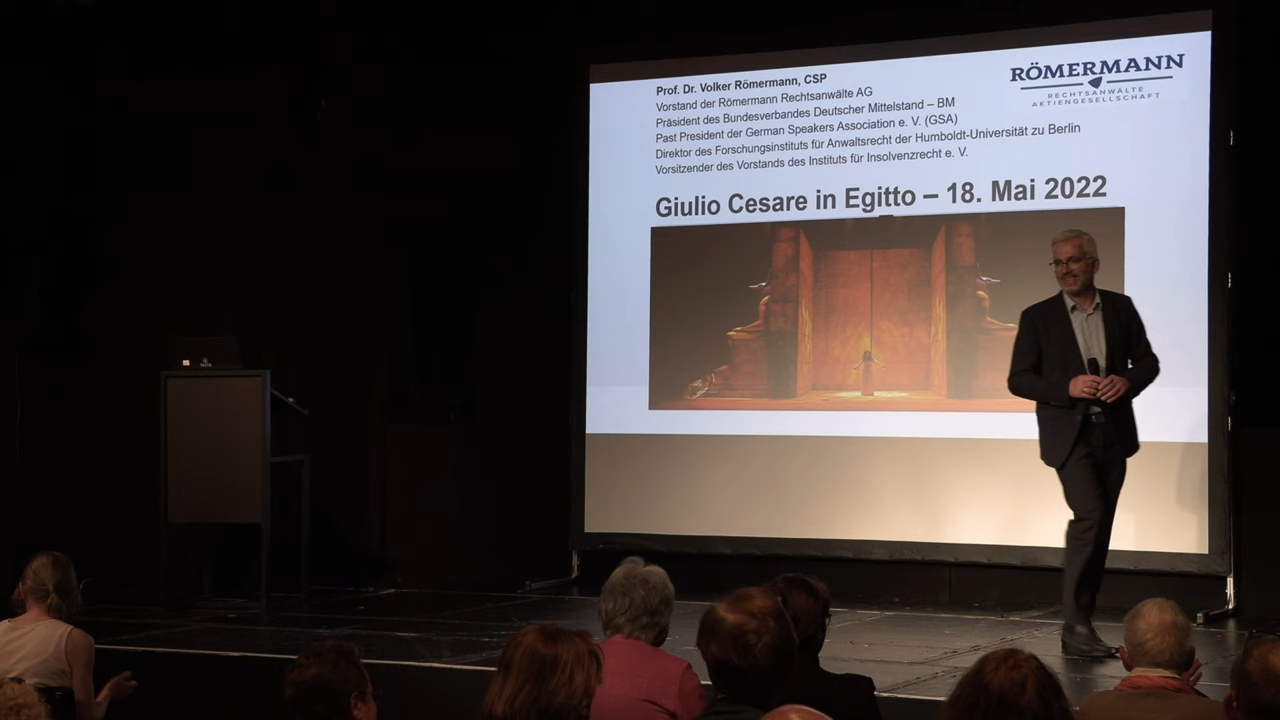 Prof. Dr. Volker Römermann, CSP
Vorstand der Römermann Rechtsanwälte AG
Präsident des Bundesverbandes Deutscher Mittelstand – BM
Past President der German Speakers Association e. V. (GSA)
Direktor des Forschungsinstituts für Anwaltsrecht der Humboldt-Universität zu Berlin
Vorsitzender des Vorstands des Instituts für Insolvenzrecht e. V.
RÖMERMANN
RECHTSANWÄLTE
AKTIENGESELLSCHAFT
Giulio Cesare in Egitto – 18. Mai 2022